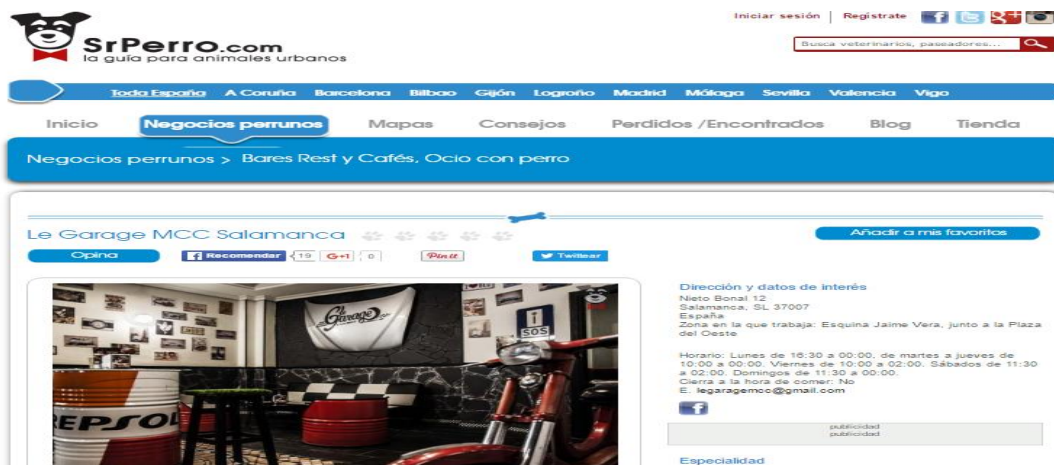 Iniciar sesión | Regístrate
SrPerro.com
la guía para animales urbanos
Busca veterinarios, paseadores...
Toda España A Coruña Barcelona Bilbao Gijón Logroño Madrid Málaga Sevilla Valencia Vigo
Inicio Negocios perrunos Mapas Consejos Perdidos /Encontrados Blog Tienda
Negocios perrunos > Bares Rest y Cafés, Ocio con perro
Le Garage MCC Salamanca
Añadir a mis favoritos
Opina
Recomendar 19 G+1 0 Pin it Twittear
Le Garage
SOS
REPSOL
Dirección y datos de interés
Nieto Bonal 12
Salamanca, SL 37007
España
Zona en la que trabaja: Esquina Jaime Vera, junto a la Plaza
del Oeste
Horario: Lunes de 16:30 a 00:00, de martes a jueves de
10:00 a 00:00. Viernes de 10:00 a 02:00. Sábados de 11:30
a 02:00. Domingos de 11:30 a 00:00.
Cierra a la hora de comer: No
E. legaragemcc@gmail.com
publicidad
publicidad
Especialidad